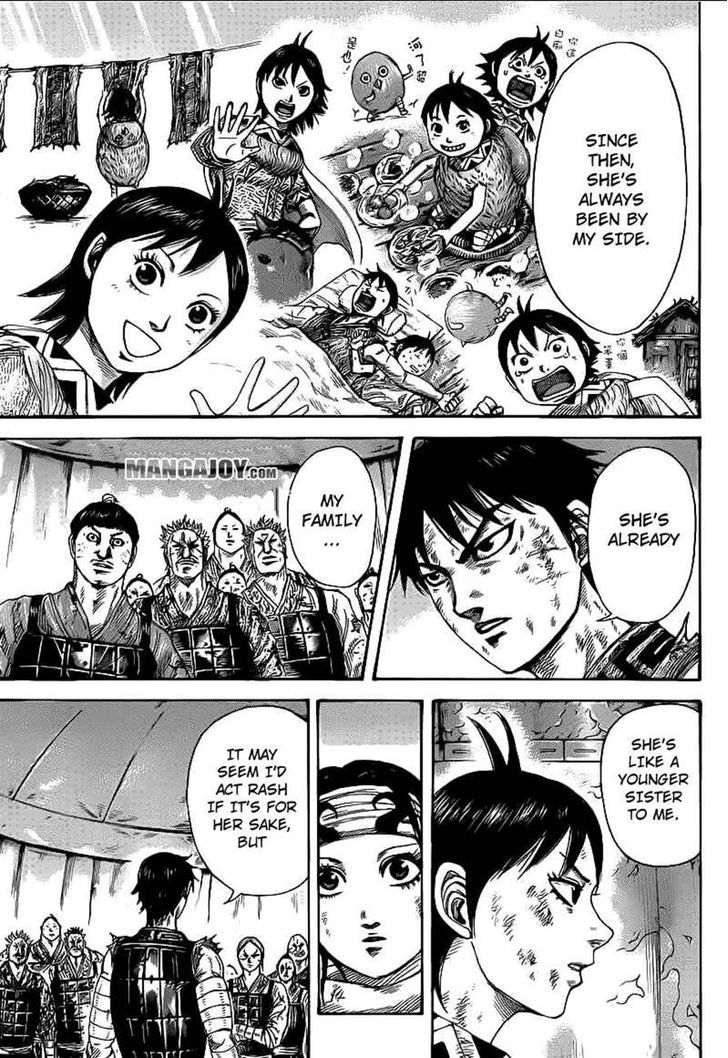 SINCE
THEN,
SHE'S
ALWAYS
BEEN BY
MY SIDE.
SHE'S
ALREADY
MY
FAMILY
...
MANGAJOY.COM
SHE'S
LIKE A
YOUNGER
SISTER
TO ME.
IT MAY
SEEM I'D
ACT RASH
IF IT'S FOR
HER SAKE,
BUT